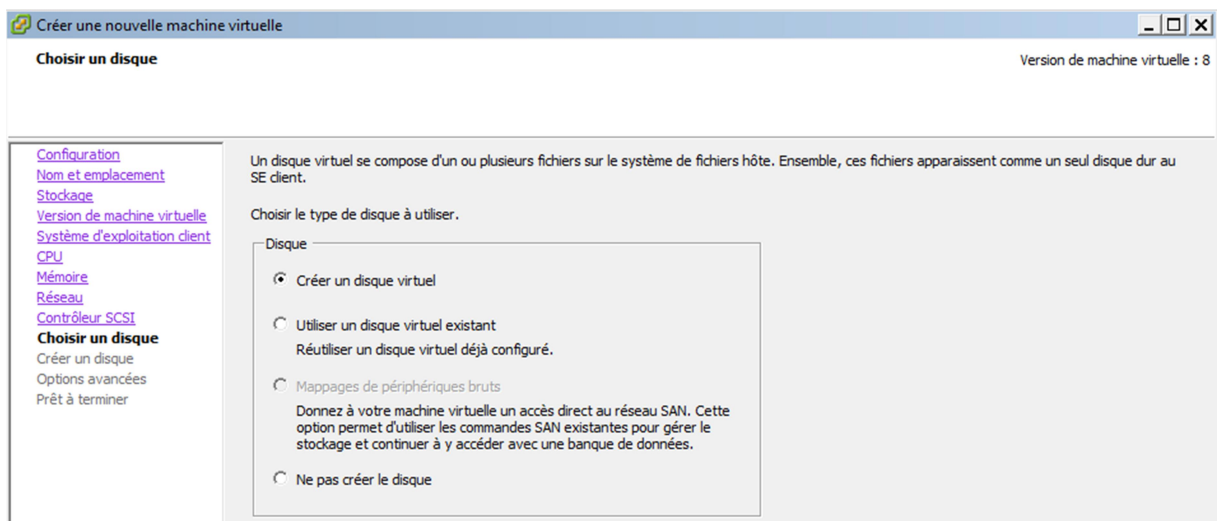 Créer une nouvelle machine virtuelle
Choisir un disque
Version de machine virtuelle : 8
Configuration
Nom et emplacement
Stockage
Version de machine virtuelle
Système d'exploitation client
CPU
Mémoire
Réseau
Contrôleur SCSI
Choisir un disque
Créer un disque
Options avancées
Prêt à terminer
Un disque virtuel se compose d'un ou plusieurs fichiers sur le système de fichiers hôte. Ensemble, ces fichiers apparaissent comme un seul disque dur au
SE client.
Choisir le type de disque à utiliser.
Disque
Créer un disque virtuel
Utiliser un disque virtuel existant
Réutiliser un disque virtuel déjà configuré.
Mappages de périphériques bruts
Donnez à votre machine virtuelle un accès direct au réseau SAN. Cette
option permet d'utiliser les commandes SAN existantes pour gérer le
stockage et continuer à y accéder avec une banque de données.
Ne pas créer le disque